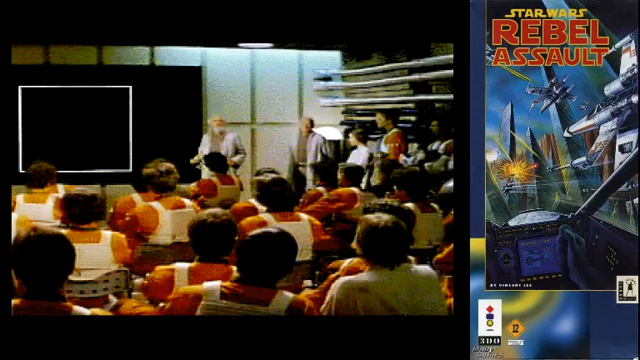 STAR WARS
REBEL
ASSAULT
BY VINCENT LEE
3DO
12